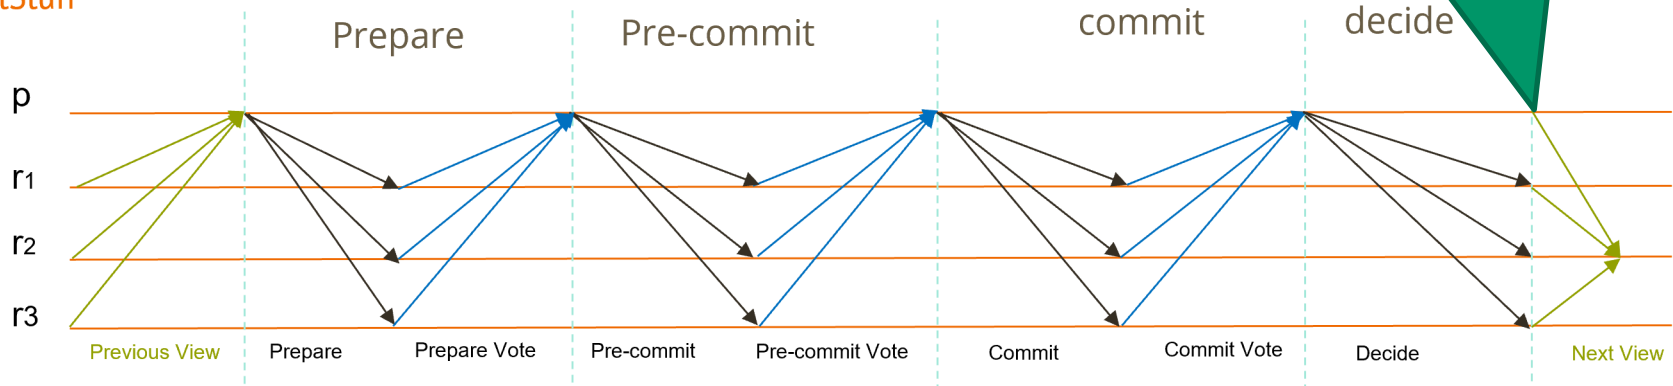 tStuff
Prepare
Pre-commit
commit
decide
p
r1
r2
r3
Previous View
Prepare
Prepare Vote
Pre-commit
Pre-commit Vote
Commit
Commit Vote
Decide
Next View